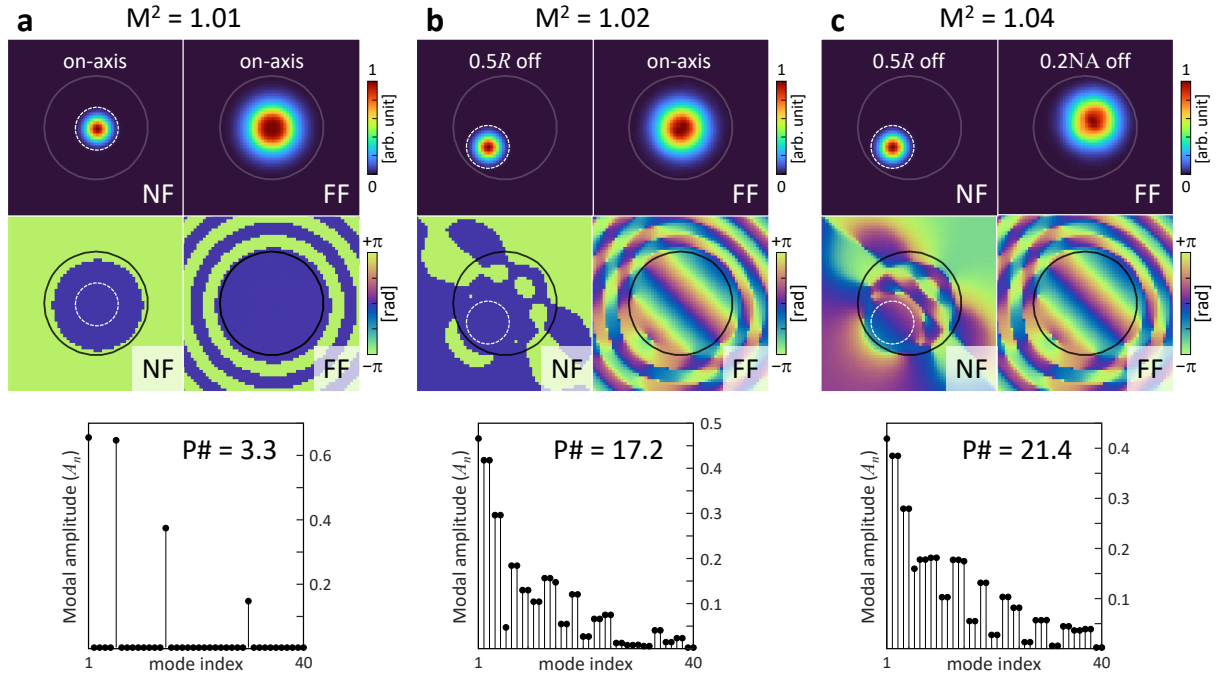 a M² = 1.01
on-axis
on-axis
NF
FF
1
[arb. unit]
0
NF
FF
+π
[rad]
−π
P# = 3.3
Modal amplitude (Aₙ)
0.6
0.4
0.2
1
mode index
40
b M² = 1.02
0.5R off
on-axis
NF
FF
1
[arb. unit]
0
NF
FF
+π
[rad]
−π
P# = 17.2
Modal amplitude (Aₙ)
0.5
0.4
0.3
0.2
0.1
1
mode index
40
c M² = 1.04
0.5R off
0.2NA off
NF
FF
1
[arb. unit]
0
NF
FF
+π
[rad]
−π
P# = 21.4
Modal amplitude (Aₙ)
0.4
0.3
0.2
0.1
1
mode index
40